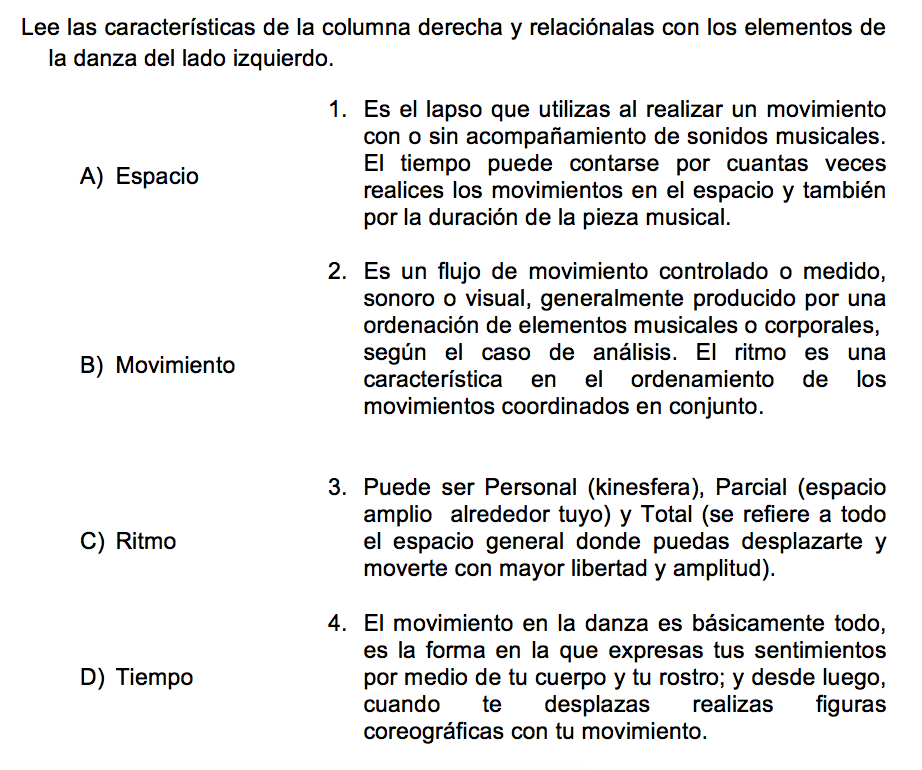 Lee las características de la columna derecha y relaciónalas con los elementos de
la danza del lado izquierdo.
A) Espacio
1. Es el lapso que utilizas al realizar un movimiento
con o sin acompañamiento de sonidos musicales.
El tiempo puede contarse por cuantas veces
realices los movimientos en el espacio y también
por la duración de la pieza musical.
B) Movimiento
2. Es un flujo de movimiento controlado o medido,
sonoro o visual, generalmente producido por una
ordenación de elementos musicales o corporales,
según el caso de análisis. El ritmo es una
característica en el ordenamiento de los
movimientos coordinados en conjunto.
C) Ritmo
3. Puede ser Personal (kinesfera), Parcial (espacio
amplio alrededor tuyo) y Total (se refiere a todo
el espacio general donde puedas desplazarte y
moverte con mayor libertad y amplitud).
D) Tiempo
4. El movimiento en la danza es básicamente todo,
es la forma en la que expresas tus sentimientos
por medio de tu cuerpo y tu rostro; y desde luego,
cuando te desplazas realizas figuras
coreográficas con tu movimiento.